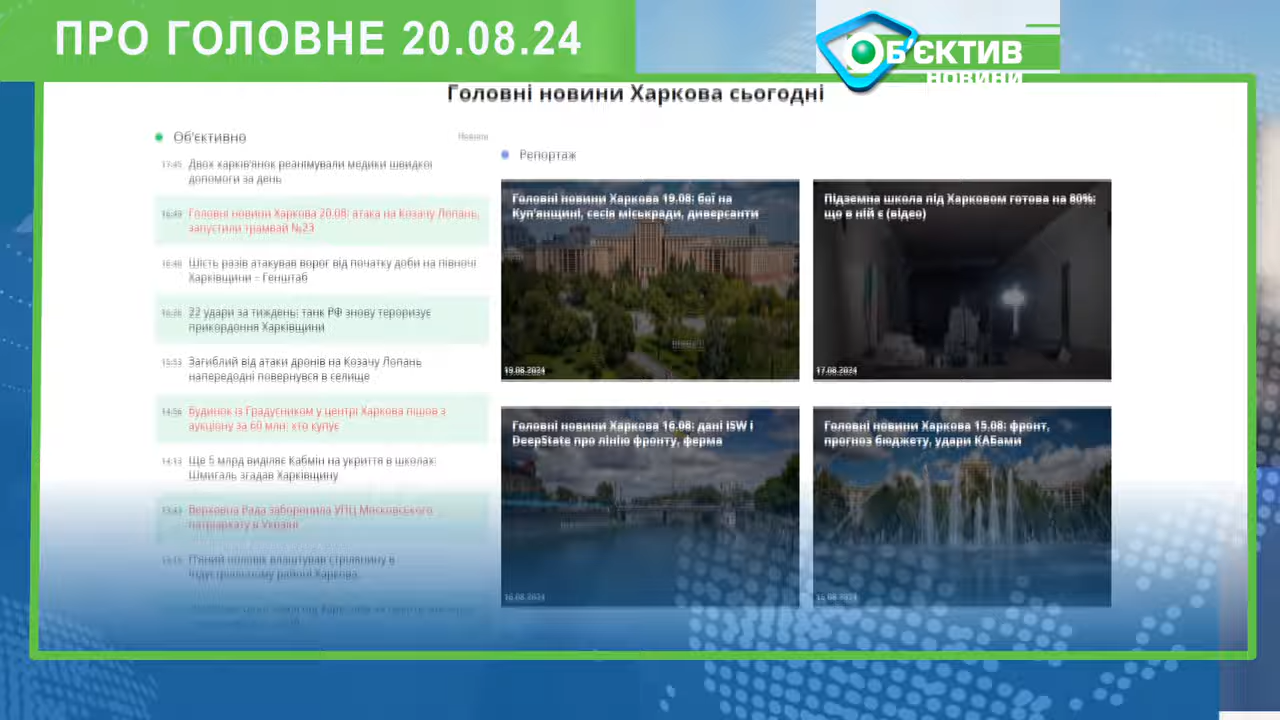 ПРО ГОЛОВНЕ 20.08.24
ОБ'ЄКТИВ
НОВИНИ
Головні новини Харкова сьогодні
Об'єктивно
Новини
17:45 Двох харків'янок реанімували медики швидкої
допомоги за день
Головні новини Харкова 20.08: атака на Козачу Лопань,
запустили трамвай №23
Шість разів атакував ворог від початку доби на півночі
Харківщини – Генштаб
22 удари за тиждень: танк РФ знову тероризує
прикордоння Харківщини
15:53 Загиблий від атаки дронів на Козачу Лопань
напередодні повернувся в селище
14:56 Будинок із Градусником у центрі Харкова пішов з
аукціону за 60 млн: хто купує
14:13 Ще 5 млрд виділяє Кабмін на укриття в школах:
Шмигаль згадав Харківщину
13:43 Верховна Рада заборонила УПЦ Московського
патріархату в Україні
П'яний чоловік влаштував стрілянину в
Індустріальному районі Харкова
Репортаж
Головні новини Харкова 19.08: бої на
Куп'янщині, сесія міськради, диверсанти
19.08.2024
Підземна школа під Харковом готова на 80%:
що в ній є (відео)
17.08.2024
Головні новини Харкова 16.08: дані ISW і
DeepState про лінію фронту, ферма
16.08.2024
Головні новини Харкова 15.08: фронт,
прогноз бюджету, удари КАБами
15.08.2024